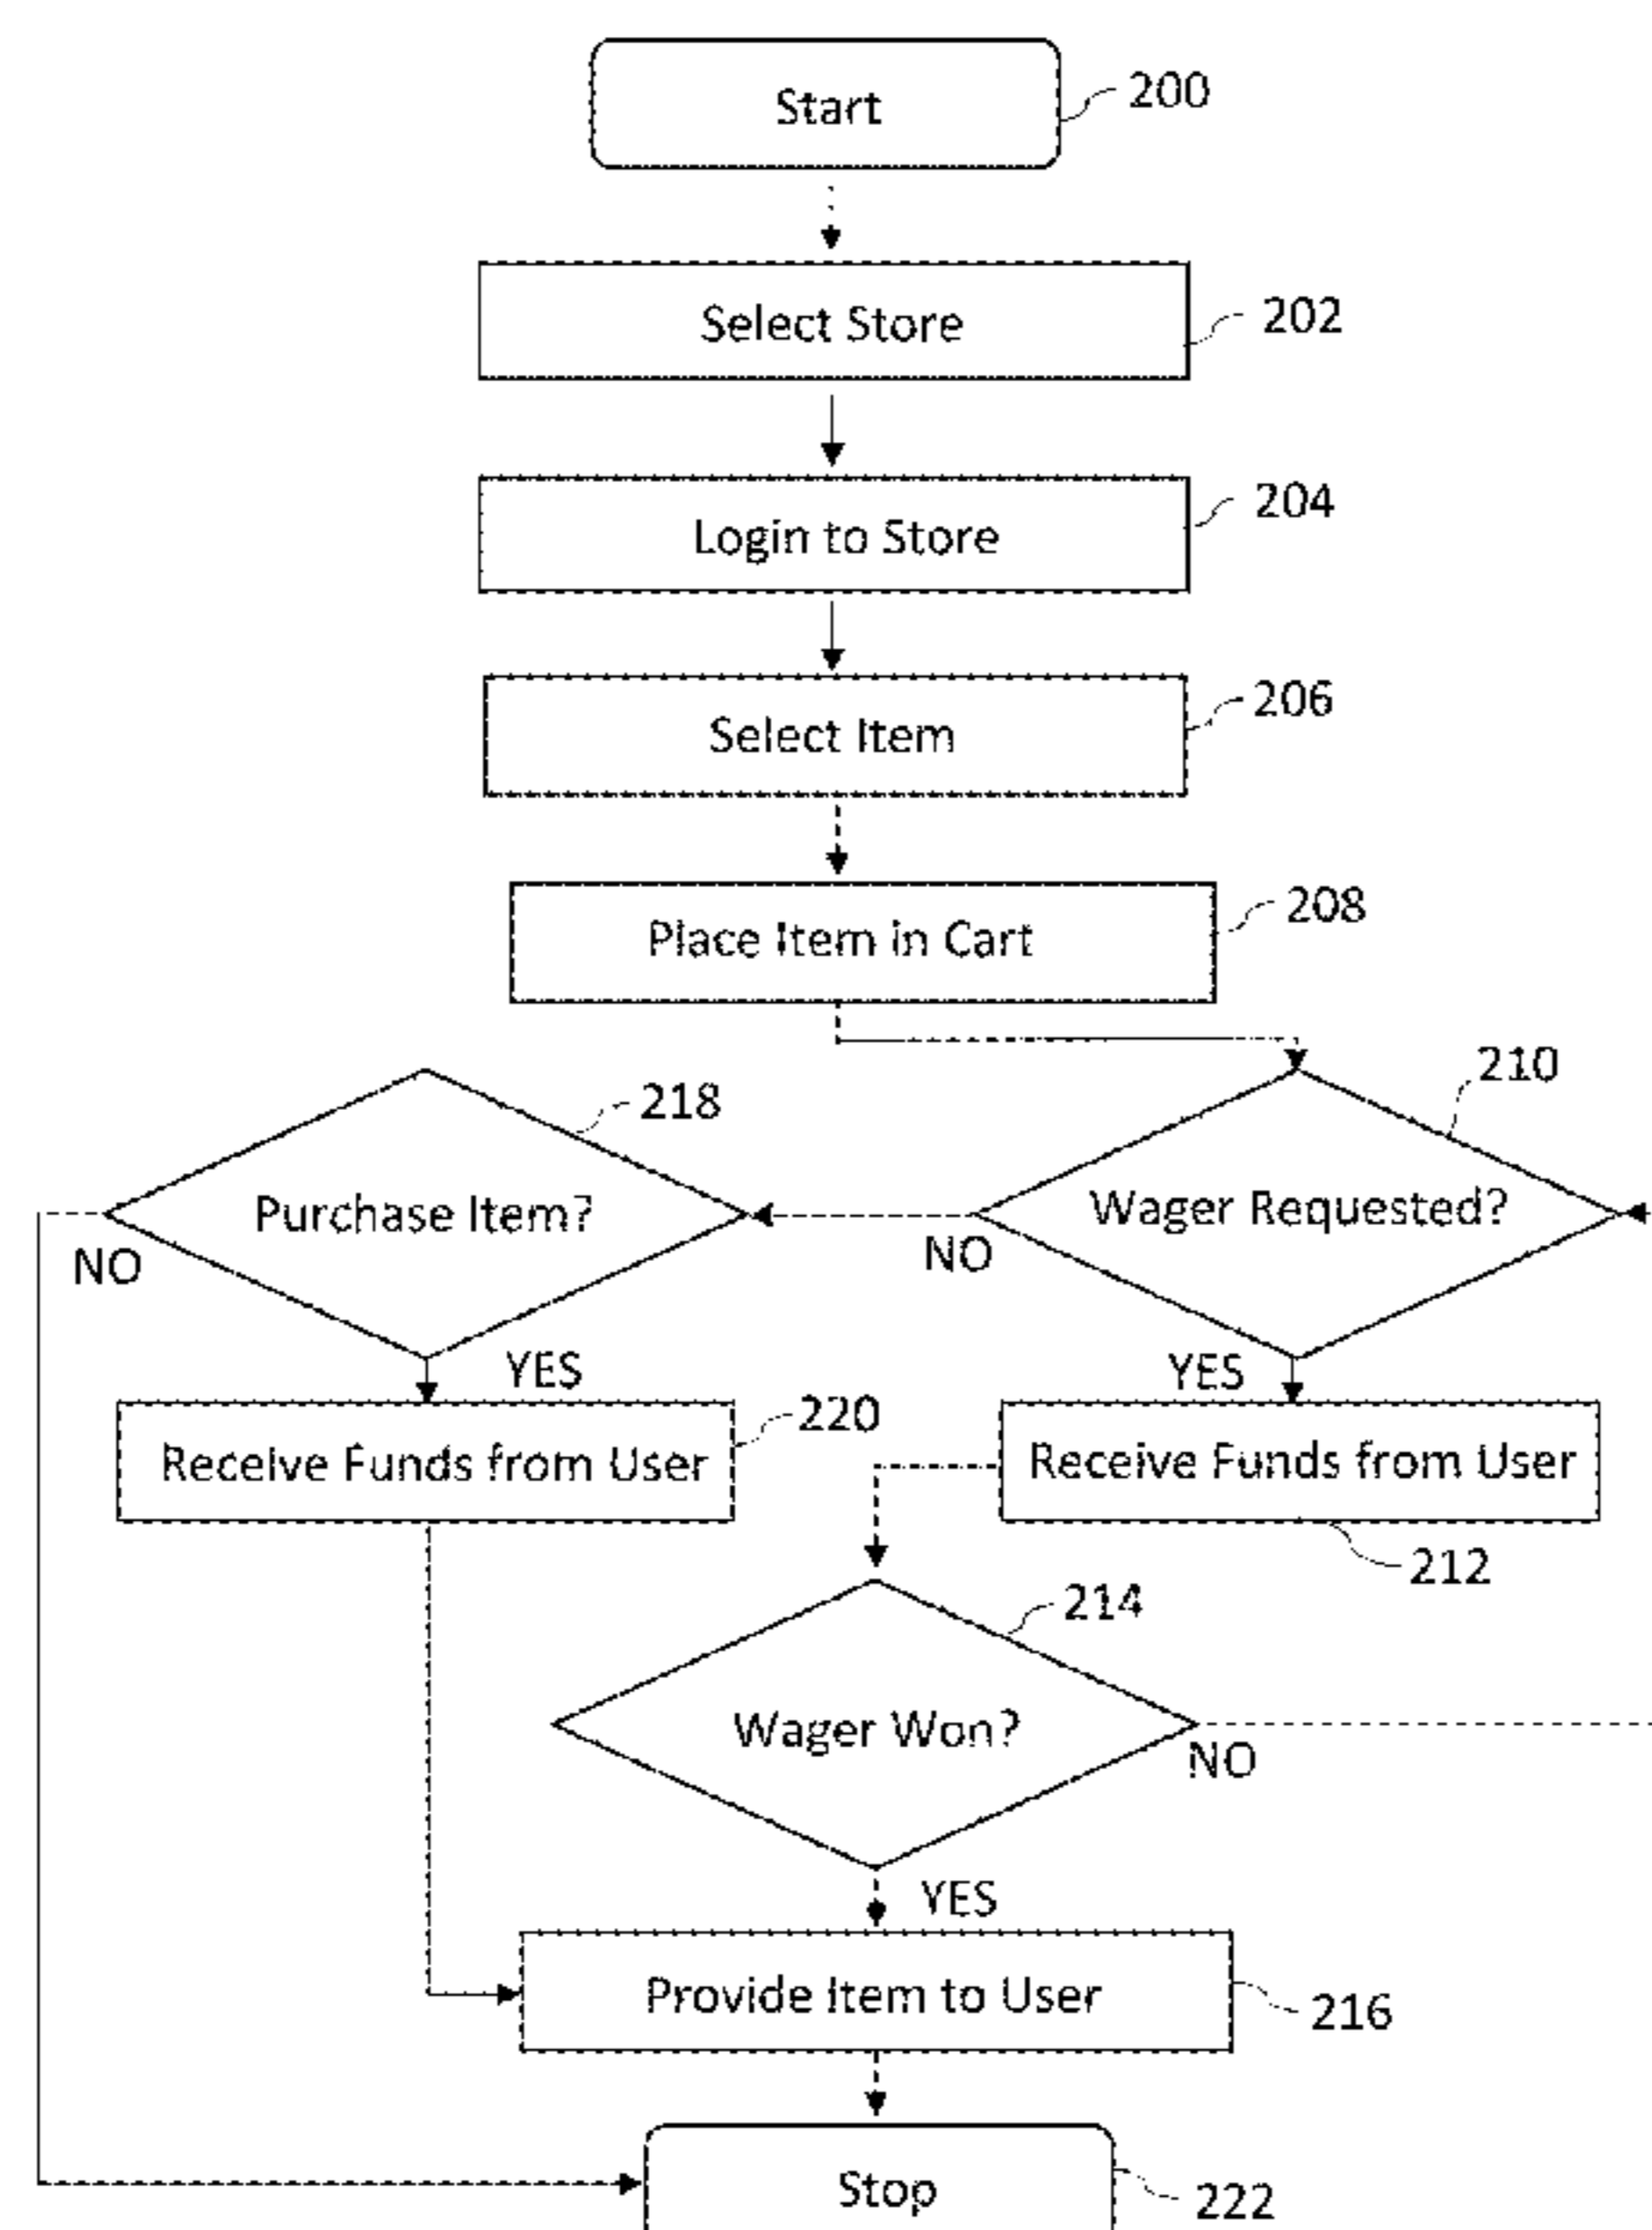 Start
200
Select Store
202
Login to Store
204
Select Item
206
Place Item in Cart
208
210
218
Purchase Item?
Wager Requested?
NO
NO
YES
YES
220
Receive Funds from User
Receive Funds from User
212
214
Wager Won?
NO
YES
Provide Item to User
216
Stop
222